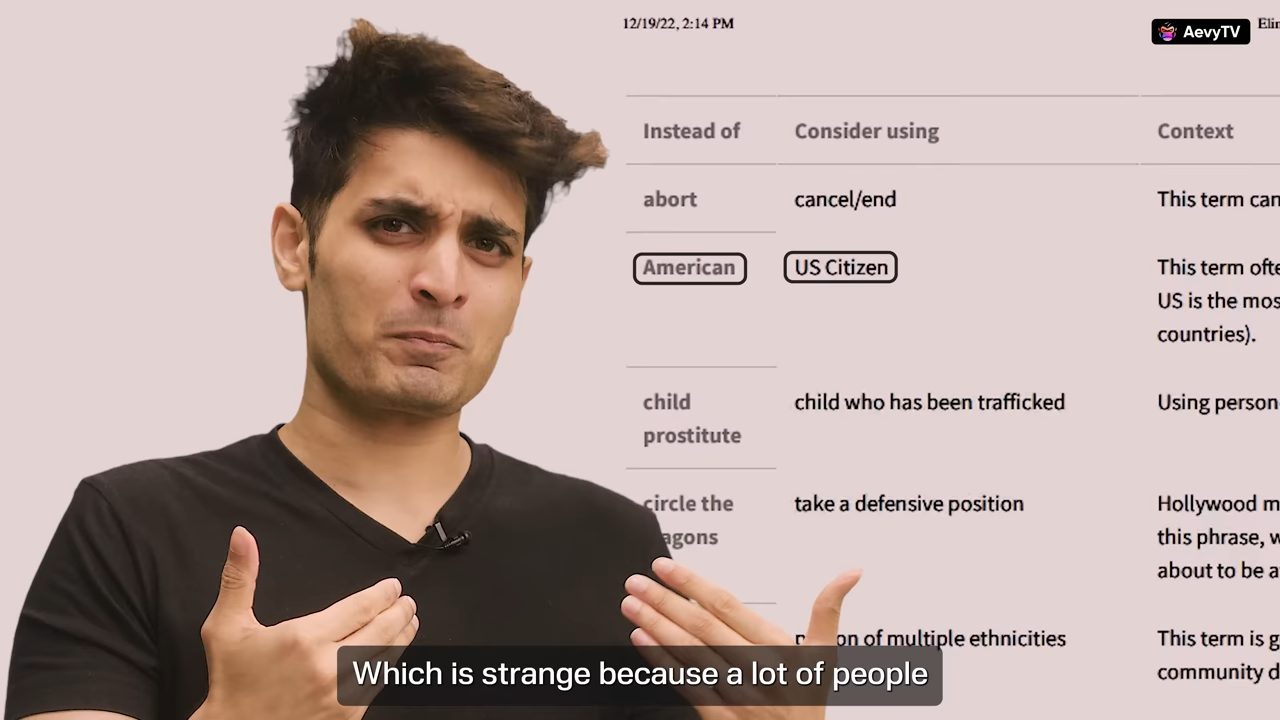 12/19/22, 2:14 PM
AevyTV
Instead of Consider using Context
abort cancel/end This term can
American US Citizen This term ofte
US is the mos
countries).
child child who has been trafficked Using person
prostitute
circle the take a defensive position Hollywood m
agons this phrase, w
about to be a
of multiple ethnicities This term is g
community d
Which is strange because a lot of people